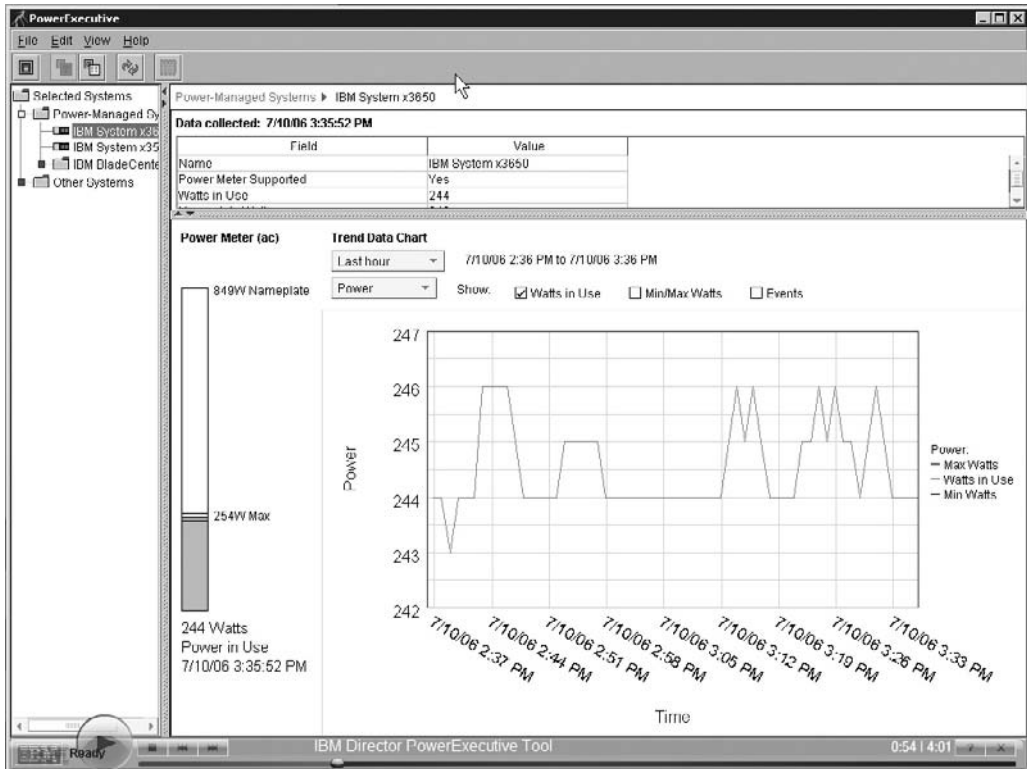 PowerExecutive
File Edit View Help
Selected Systems
Power-Managed Sy
IBM System x36
IBM System x35
IBM BladeCente
Other Systems
Power-Managed Systems IBM System x3650
Data collected: 7/10/06 3:35:52 PM
Field Value
Name IBM System x3650
Power Meter Supported Yes
Watts in Use 244
Power Meter (ac)
849W Nameplate
254W Max
244 Watts
Power in Use
7/10/06 3:35:52 PM
Trend Data Chart
Last hour 7/10/06 2:36 PM to 7/10/06 3:36 PM
Power Show: Watts in Use Min/Max Watts Events
247
246
245
244
243
242
Power
7/10/06 2:37 PM
7/10/06 2:44 PM
7/10/06 2:51 PM
7/10/06 2:58 PM
7/10/06 3:05 PM
7/10/06 3:12 PM
7/10/06 3:19 PM
7/10/06 3:26 PM
7/10/06 3:33 PM
Time
Power:
Max Watts
Watts in Use
Min Watts
Ready
IBM Director PowerExecutive Tool
0:54 | 4:01 ? X